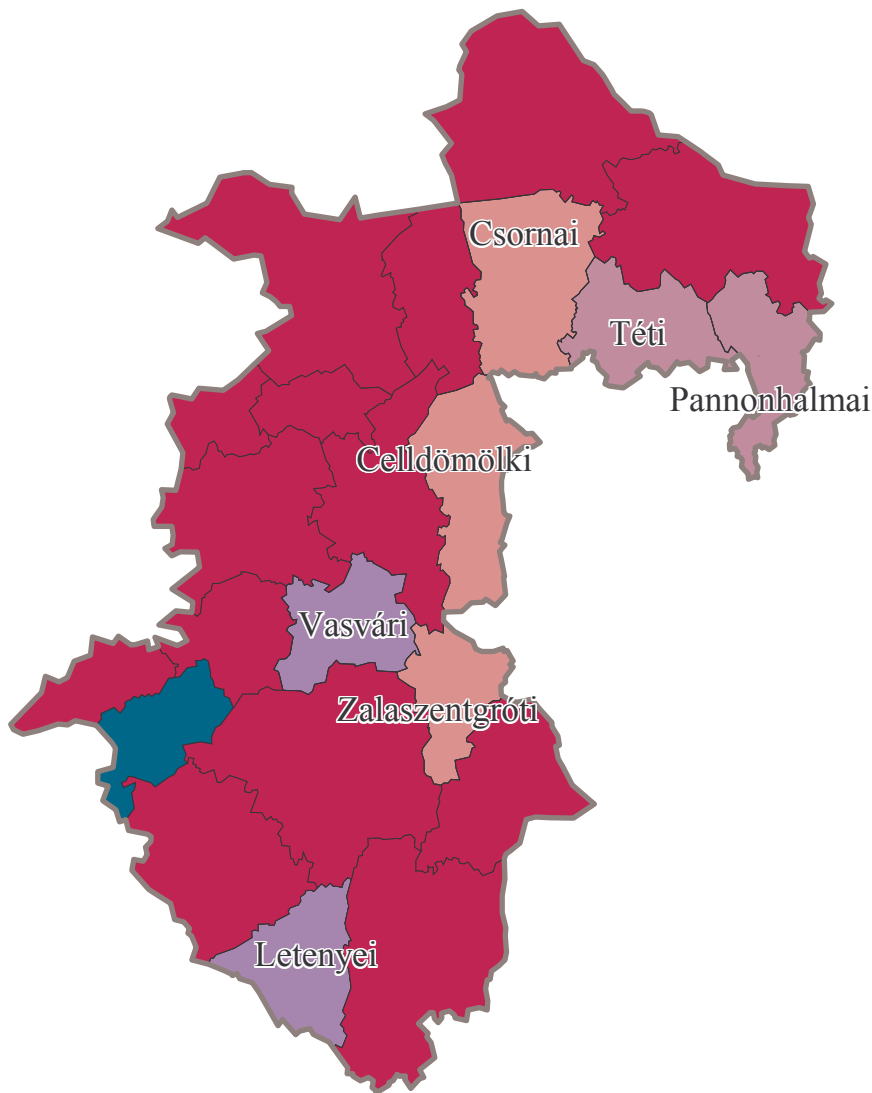 Csornai
Téti
Pannonhalmai
Celldömölki
Vasvári
Zalaszentgróti
Letenyei